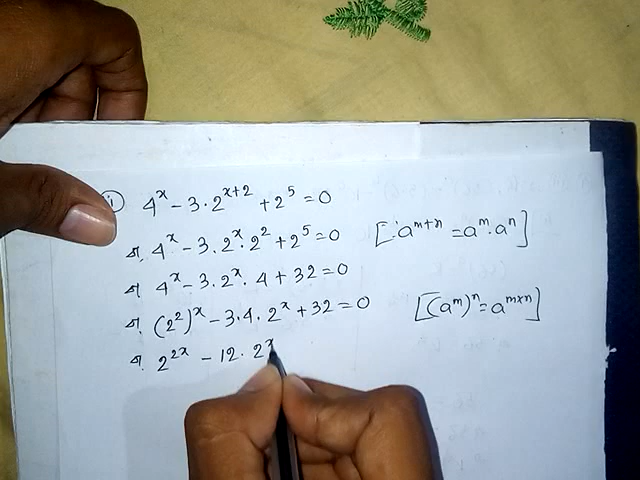 4^x - 3·2^{x+2} + 2^5 = 0
বা, 4^x - 3·2^x·2^2 + 2^5 = 0 [∵ a^{m+n} = a^m·a^n]
বা 4^x - 3·2^x·4 + 32 = 0
বা, (2^2)^x - 3·4·2^x + 32 = 0 [(a^m)^n = a^{m×n}]
বা, 2^{2x} - 12·2^x